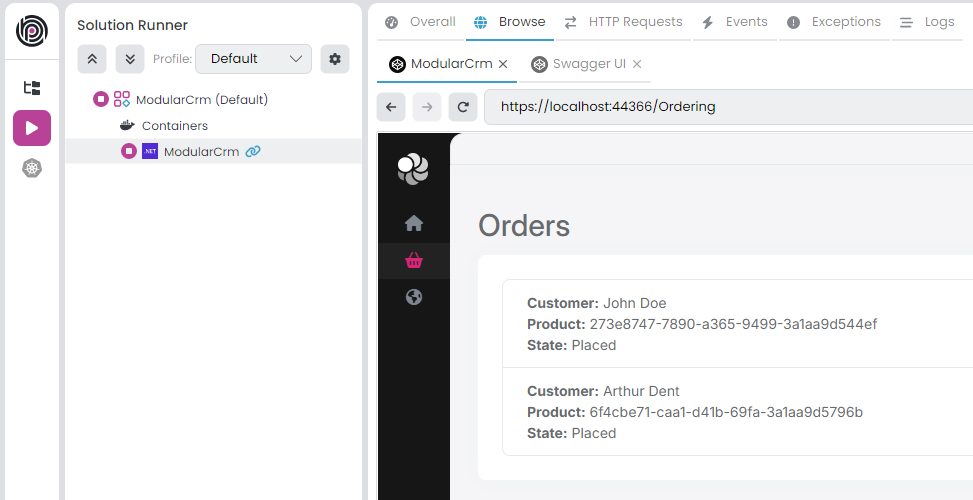 Solution Runner
Profile: Default
ModularCrm (Default)
Containers
.NET ModularCrm
Overall Browse HTTP Requests Events Exceptions Logs
ModularCrm Swagger UI
https://localhost:44366/Ordering
Orders
Customer: John Doe
Product: 273e8747-7890-a365-9499-3a1aa9d544ef
State: Placed
Customer: Arthur Dent
Product: 6f4cbe71-caa1-d41b-69fa-3a1aa9d5796b
State: Placed